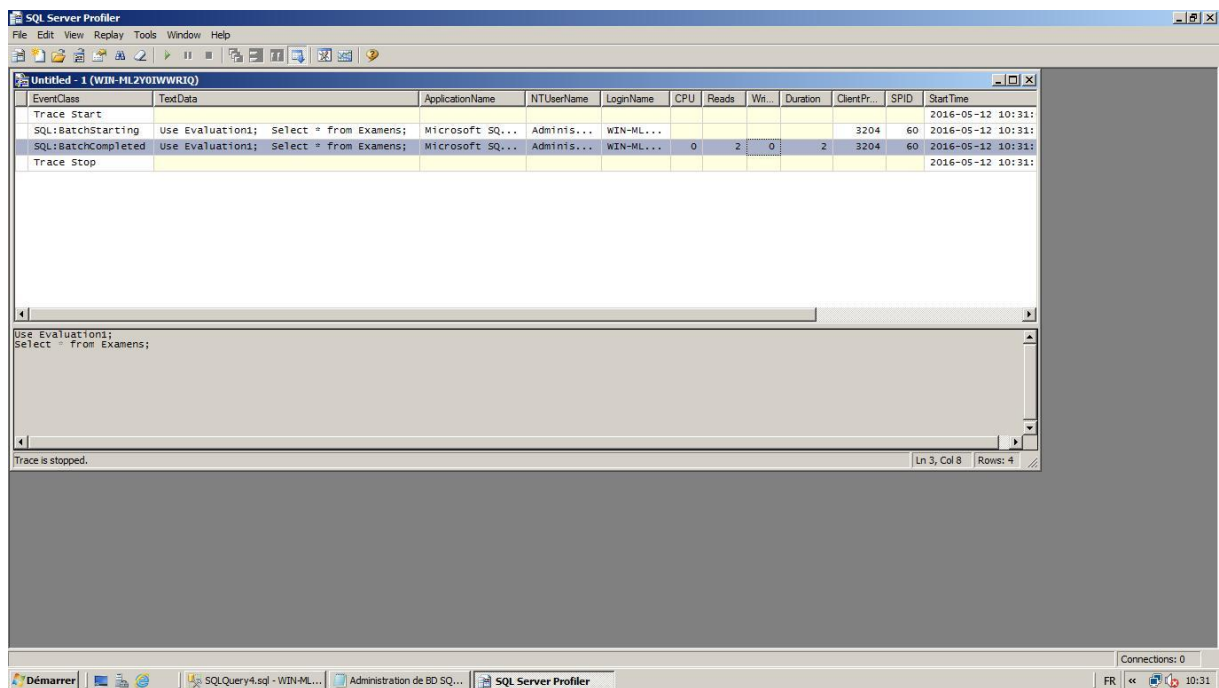 SQL Server Profiler
File Edit View Replay Tools Window Help
Untitled - 1 (WIN-ML2Y0IWWRIQ)
EventClass TextData ApplicationName NTUserName LoginName CPU Reads Wri... Duration ClientPr... SPID StartTime
Trace Start 2016-05-12 10:31:
SQL:BatchStarting Use Evaluation1; Select * from Examens; Microsoft SQ... Adminis... WIN-ML... 3204 60 2016-05-12 10:31:
SQL:BatchCompleted Use Evaluation1; Select * from Examens; Microsoft SQ... Adminis... WIN-ML... 0 2 0 2 3204 60 2016-05-12 10:31:
Trace Stop 2016-05-12 10:31:
Use Evaluation1;
Select * from Examens;
Trace is stopped. Ln 3, Col 8 Rows: 4
Connections: 0
Démarrer SQLQuery4.sql - WIN-ML... Administration de BD SQ... SQL Server Profiler FR « 10:31